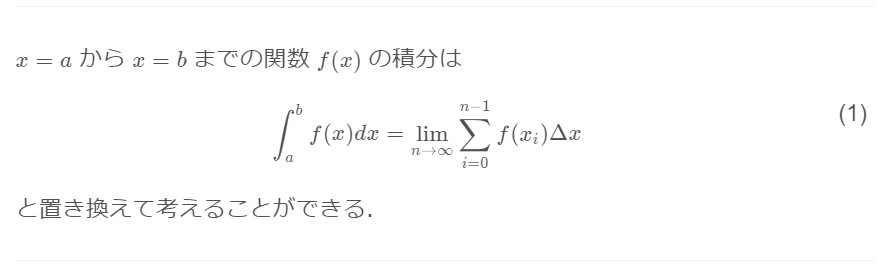 x = a から x = b までの関数 f(x) の積分は
∫_a^b f(x)dx = lim_{n→∞} ∑_{i=0}^{n−1} f(x_i)Δx (1)
と置き換えて考えることができる.